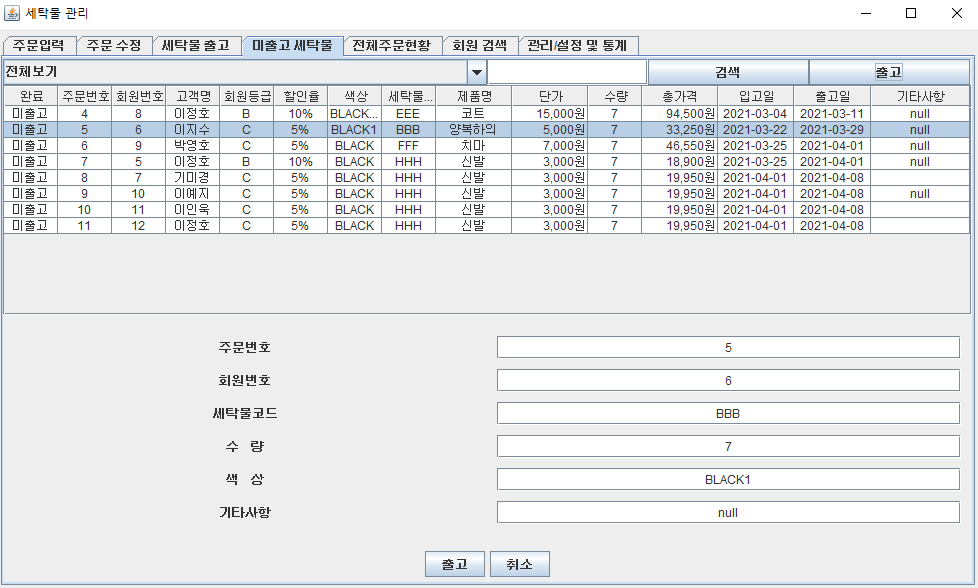 세탁물 관리
주문입력 주문 수정 세탁물 출고 미출고 세탁물 전체주문현황 회원 검색 관리/설정 및 통계
전체보기 검색 출고
완료 주문번호 회원번호 고객명 회원등급 할인율 색상 세탁물... 제품명 단가 수량 총가격 입고일 출고일 기타사항
미출고 4 8 이정호 B 10% BLACK... EEE 코트 15,000원 7 94,500원 2021-03-04 2021-03-11 null
미출고 5 6 이지수 C 5% BLACK1 BBB 양복하의 5,000원 7 33,250원 2021-03-22 2021-03-29 null
미출고 6 9 박영호 C 5% BLACK FFF 치마 7,000원 7 46,550원 2021-03-25 2021-04-01 null
미출고 7 5 이정호 B 10% BLACK HHH 신발 3,000원 7 18,900원 2021-03-25 2021-04-01 null
미출고 8 7 기미경 C 5% BLACK HHH 신발 3,000원 7 19,950원 2021-04-01 2021-04-08
미출고 9 10 이예지 C 5% BLACK HHH 신발 3,000원 7 19,950원 2021-04-01 2021-04-08 null
미출고 10 11 이인욱 C 5% BLACK HHH 신발 3,000원 7 19,950원 2021-04-01 2021-04-08
미출고 11 12 이정호 C 5% BLACK HHH 신발 3,000원 7 19,950원 2021-04-01 2021-04-08
주문번호 5
회원번호 6
세탁물코드 BBB
수 량 7
색 상 BLACK1
기타사항 null
출고 취소